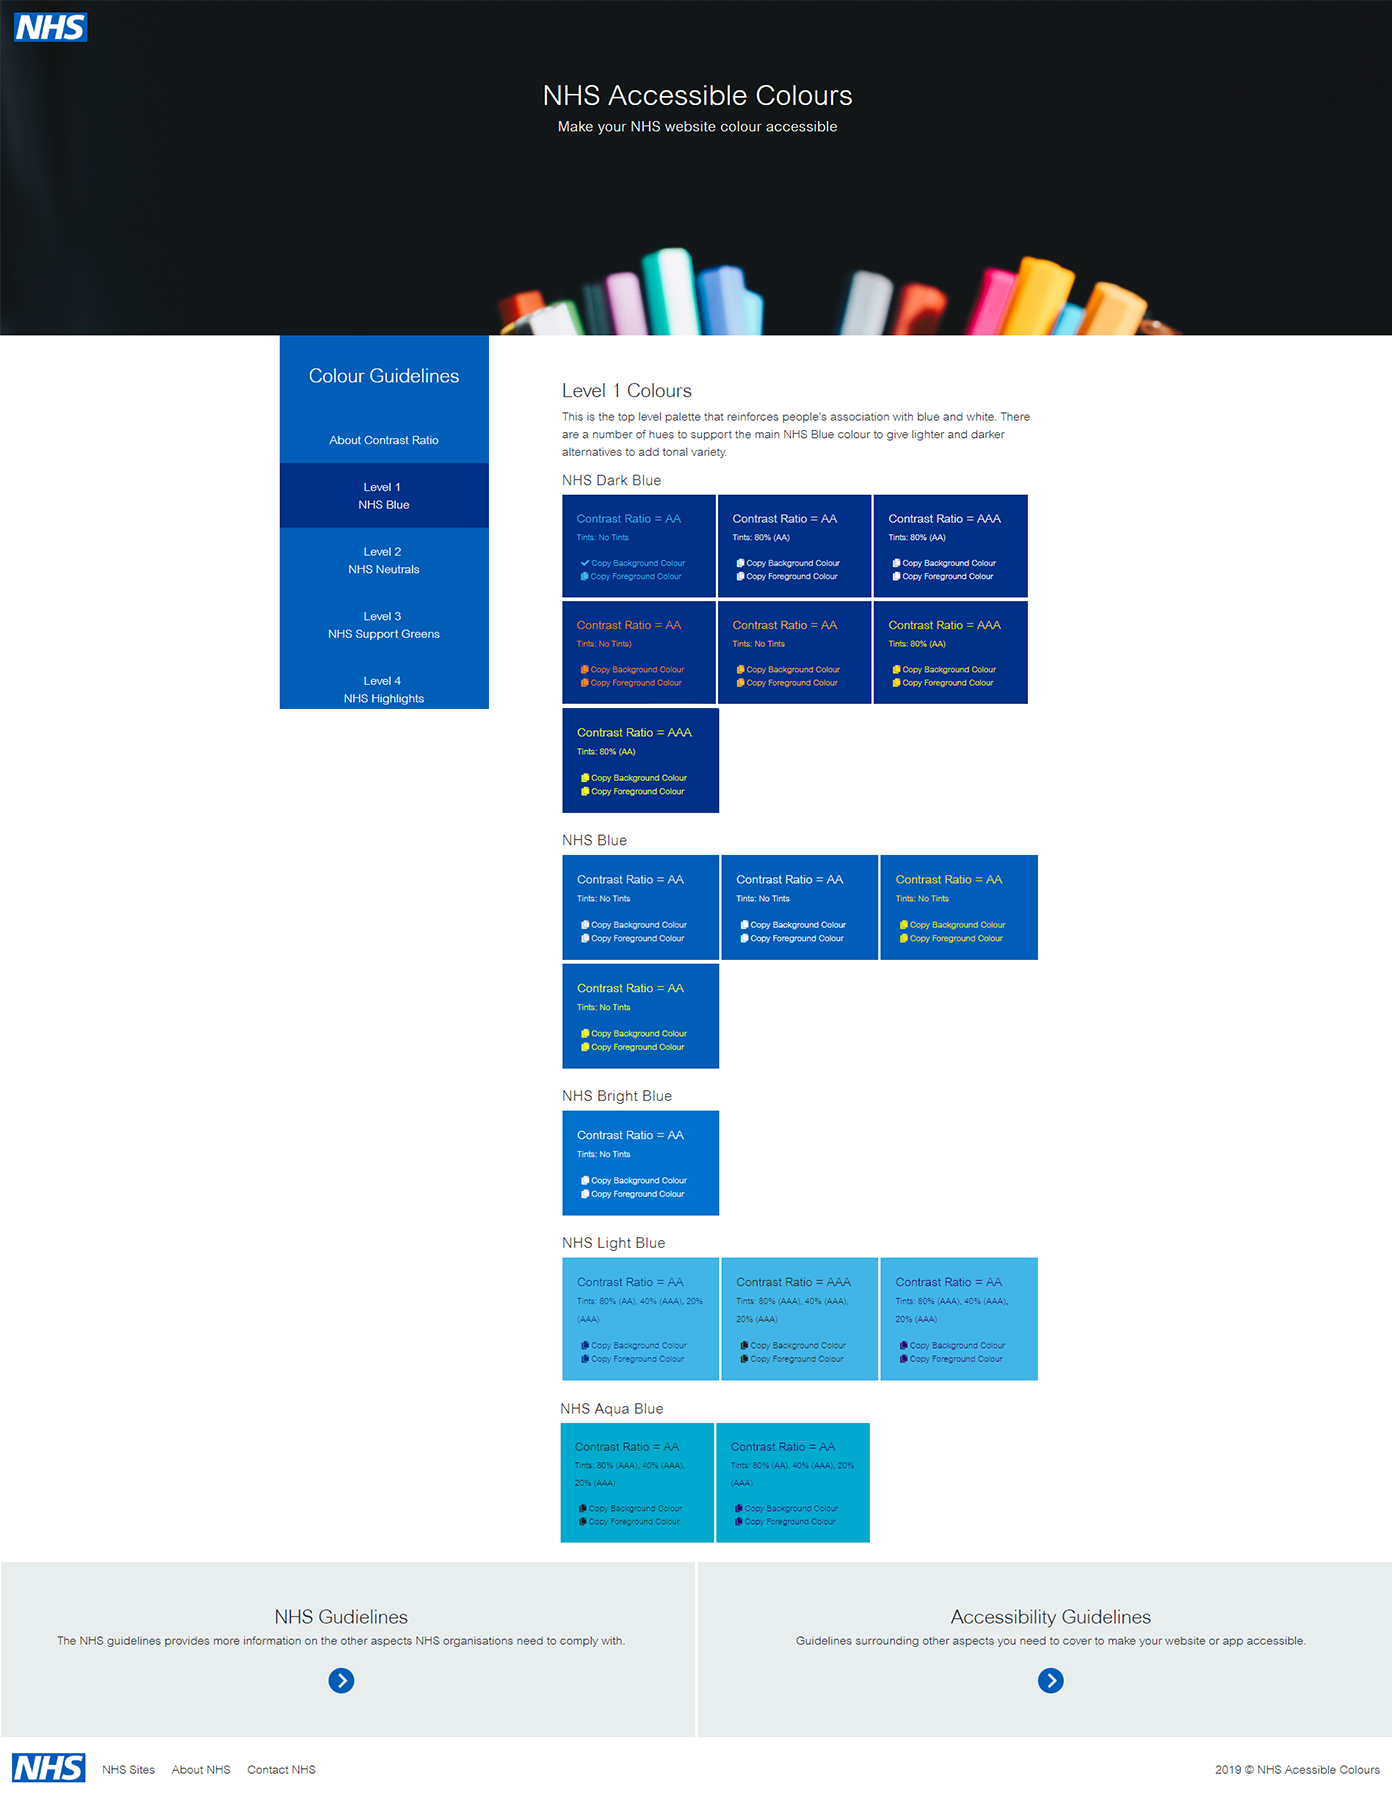 NHS
NHS Accessible Colours
Make your NHS website colour accessible
Colour Guidelines
About Contrast Ratio
Level 1
NHS Blue
Level 2
NHS Neutrals
Level 3
NHS Support Greens
Level 4
NHS Highlights
Level 1 Colours
This is the top level palette that reinforces people's association with blue and white. There
are a number of hues to support the main NHS Blue colour to give lighter and darker
alternatives to add tonal variety.
NHS Dark Blue
Contrast Ratio = AA
Tints: No Tints
Copy Background Colour
Copy Foreground Colour
Contrast Ratio = AA
Tints: 80% (AA)
Copy Background Colour
Copy Foreground Colour
Contrast Ratio = AAA
Tints: 80% (AA)
Copy Background Colour
Copy Foreground Colour
Contrast Ratio = AA
Tints: No Tints)
Copy Background Colour
Copy Foreground Colour
Contrast Ratio = AA
Tints: No Tints
Copy Background Colour
Copy Foreground Colour
Contrast Ratio = AAA
Tints: 80% (AA)
Copy Background Colour
Copy Foreground Colour
Contrast Ratio = AAA
Tints: 80% (AA)
Copy Background Colour
Copy Foreground Colour
NHS Blue
Contrast Ratio = AA
Tints: No Tints
Copy Background Colour
Copy Foreground Colour
Contrast Ratio = AA
Tints: No Tints
Copy Background Colour
Copy Foreground Colour
Contrast Ratio = AA
Tints: No Tints
Copy Background Colour
Copy Foreground Colour
Contrast Ratio = AA
Tints: No Tints
Copy Background Colour
Copy Foreground Colour
NHS Bright Blue
Contrast Ratio = AA
Tints: No Tints
Copy Background Colour
Copy Foreground Colour
NHS Light Blue
Contrast Ratio = AA
Tints: 80% (AA), 40% (AAA), 20%
(AAA)
Copy Background Colour
Copy Foreground Colour
Contrast Ratio = AAA
Tints: 80% (AAA), 40% (AAA),
20% (AAA)
Copy Background Colour
Copy Foreground Colour
Contrast Ratio = AA
Tints: 80% (AAA), 40% (AAA),
20% (AAA)
Copy Background Colour
Copy Foreground Colour
NHS Aqua Blue
Contrast Ratio = AA
Tints: 80% (AAA), 40% (AAA),
20% (AAA)
Copy Background Colour
Copy Foreground Colour
Contrast Ratio = AA
Tints: 80% (AA), 40% (AAA), 20%
(AAA)
Copy Background Colour
Copy Foreground Colour
NHS Gudielines
The NHS guidelines provides more information on the other aspects NHS organisations need to comply with.
Accessibility Guidelines
Guidelines surrounding other aspects you need to cover to make your website or app accessible.
NHS
NHS Sites
About NHS
Contact NHS
2019 © NHS Acessible Colours